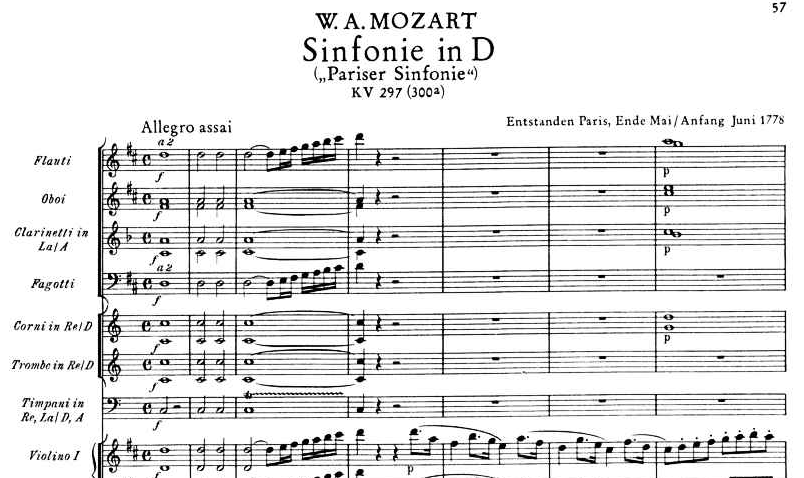 57
W. A. MOZART
Sinfonie in D
(„Pariser Sinfonie“)
KV 297 (300a)
Entstanden Paris, Ende Mai/Anfang Juni 1778
Allegro assai
Flauti
a 2
f
p
Oboi
f
p
Clarinetti in
La/A
f
p
Fagotti
a 2
f
Corni in Re/D
f
p
Trombe in Re/D
f
Timpani in
Re, La/D, A
f
Violino I
f
p